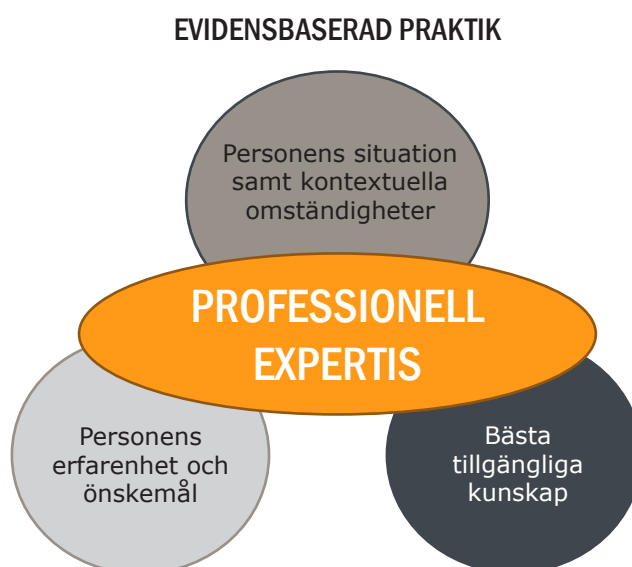 EVIDENSBASERAD PRAKTIK
Personens situation
samt kontextuella
omständigheter
PROFESSIONELL
EXPERTIS
Personens
erfarenhet och
önskemål
Bästa
tillgängliga
kunskap